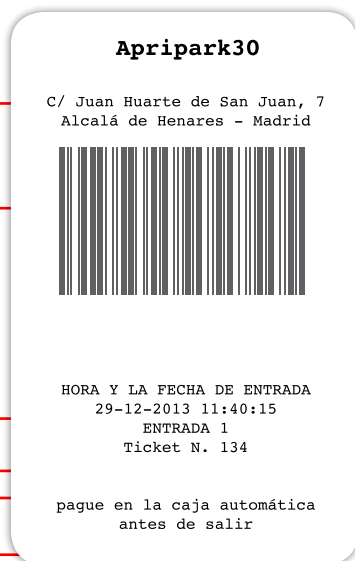 Apripark30
C/ Juan Huarte de San Juan, 7
Alcalá de Henares - Madrid
HORA Y LA FECHA DE ENTRADA
29-12-2013 11:40:15
ENTRADA 1
Ticket N. 134
pague en la caja automática
antes de salir